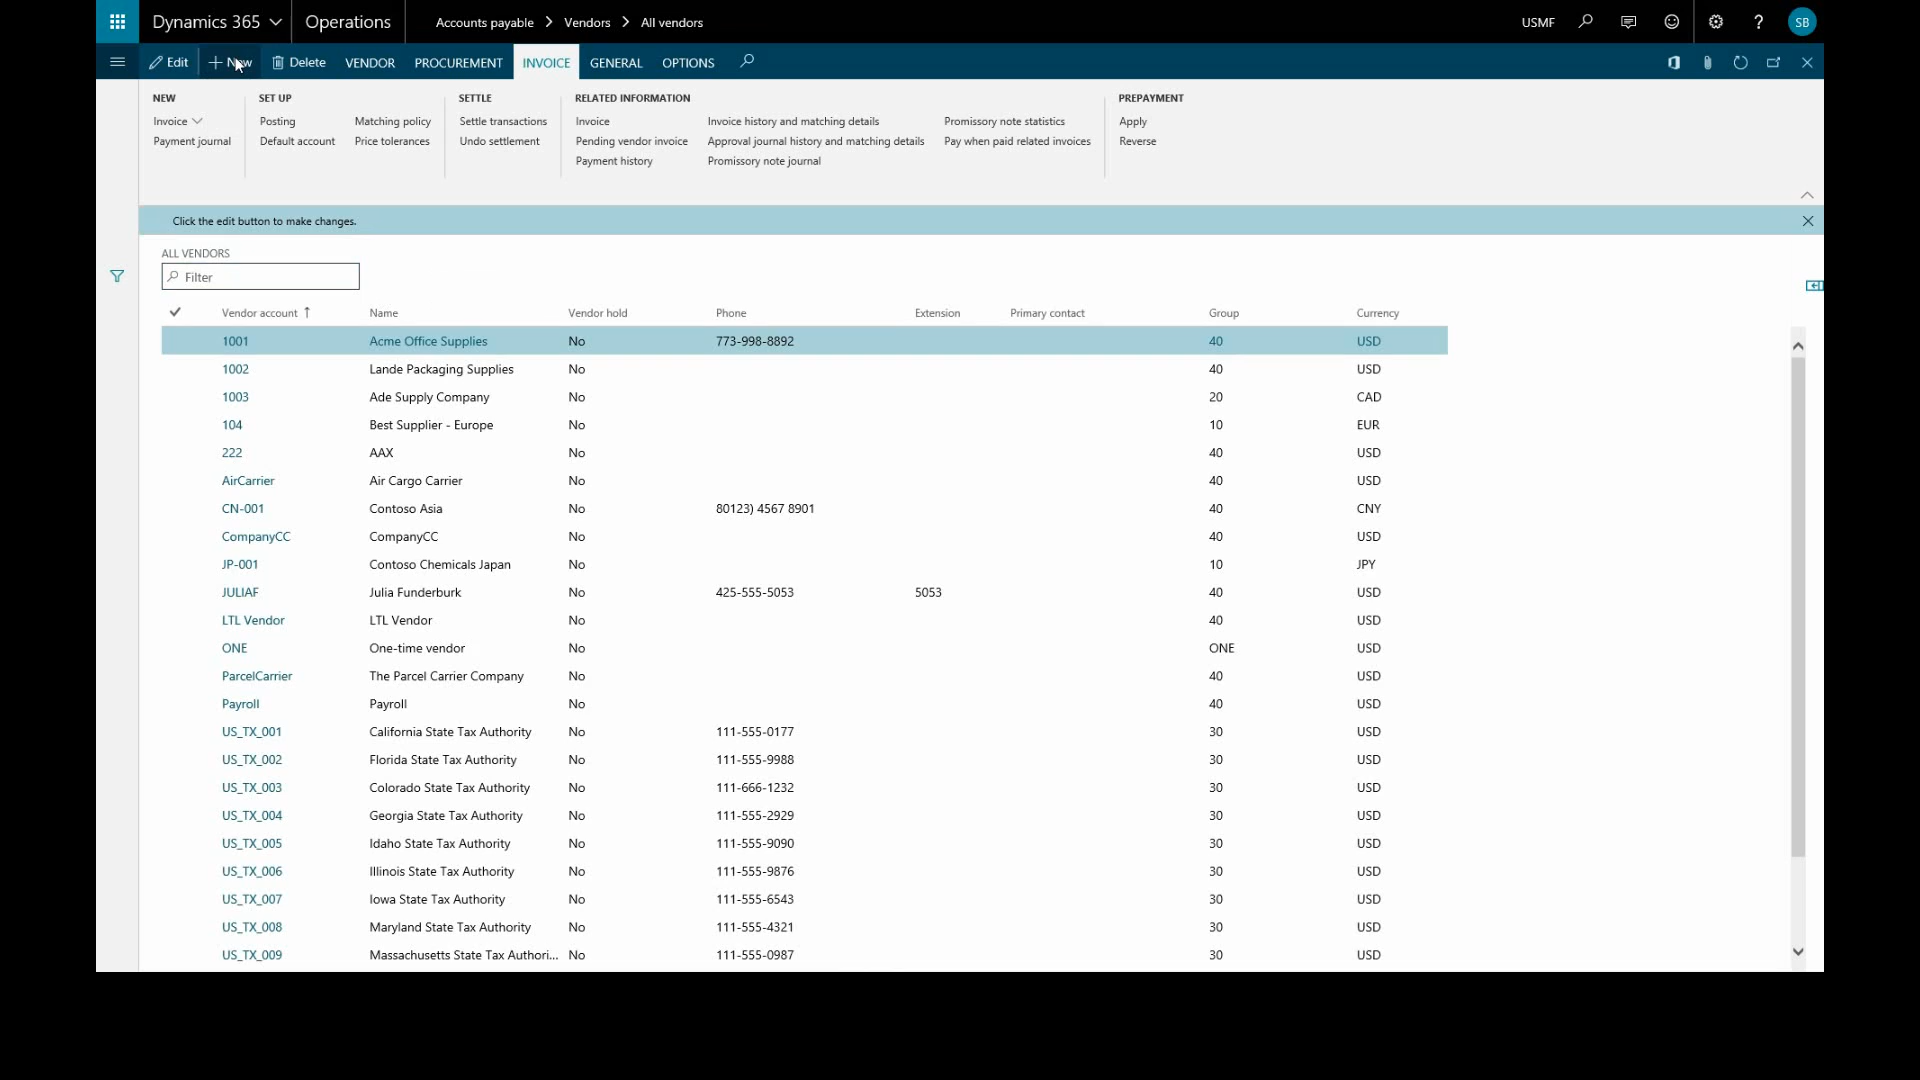 Dynamics 365 Operations Accounts payable > Vendors > All vendors USMF ? SB
Edit + New Delete VENDOR PROCUREMENT INVOICE GENERAL OPTIONS
NEW SET UP SETTLE RELATED INFORMATION PREPAYMENT
Invoice Posting Matching policy Settle transactions Invoice Invoice history and matching details Promissory note statistics Apply
Payment journal Default account Price tolerances Undo settlement Pending vendor invoice Approval journal history and matching details Pay when paid related invoices Reverse
Payment history Promissory note journal
Click the edit button to make changes.
ALL VENDORS
Filter
Vendor account ↑ Name Vendor hold Phone Extension Primary contact Group Currency
1001 Acme Office Supplies No 773-998-8892 40 USD
1002 Lande Packaging Supplies No 40 USD
1003 Ade Supply Company No 20 CAD
104 Best Supplier - Europe No 10 EUR
222 AAX No 40 USD
AirCarrier Air Cargo Carrier No 40 USD
CN-001 Contoso Asia No 80123) 4567 8901 40 CNY
CompanyCC CompanyCC No 40 USD
JP-001 Contoso Chemicals Japan No 10 JPY
JULIAF Julia Funderburk No 425-555-5053 5053 40 USD
LTL Vendor LTL Vendor No 40 USD
ONE One-time vendor No ONE USD
ParcelCarrier The Parcel Carrier Company No 40 USD
Payroll Payroll No 40 USD
US_TX_001 California State Tax Authority No 111-555-0177 30 USD
US_TX_002 Florida State Tax Authority No 111-555-9988 30 USD
US_TX_003 Colorado State Tax Authority No 111-666-1232 30 USD
US_TX_004 Georgia State Tax Authority No 111-555-2929 30 USD
US_TX_005 Idaho State Tax Authority No 111-555-9090 30 USD
US_TX_006 Illinois State Tax Authority No 111-555-9876 30 USD
US_TX_007 Iowa State Tax Authority No 111-555-6543 30 USD
US_TX_008 Maryland State Tax Authority No 111-555-4321 30 USD
US_TX_009 Massachusetts State Tax Authori... No 111-555-0987 30 USD